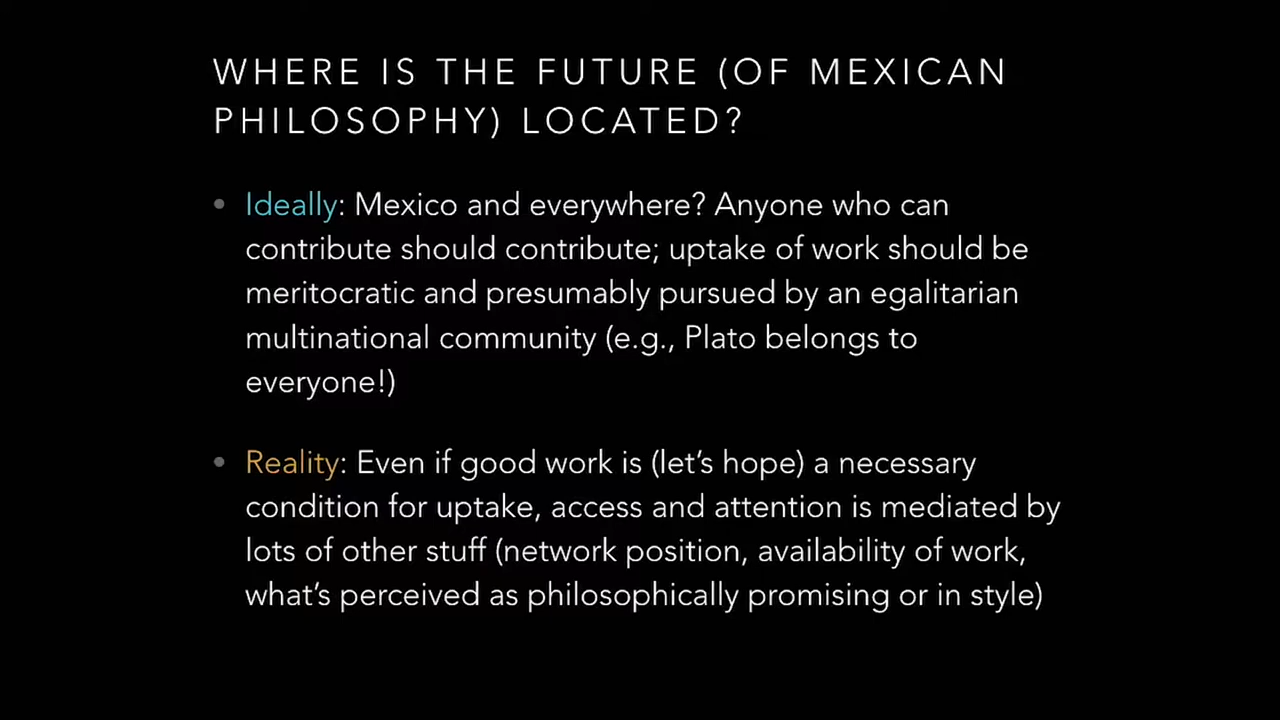 WHERE IS THE FUTURE (OF MEXICAN
PHILOSOPHY) LOCATED?
• Ideally: Mexico and everywhere? Anyone who can
contribute should contribute; uptake of work should be
meritocratic and presumably pursued by an egalitarian
multinational community (e.g., Plato belongs to
everyone!)
• Reality: Even if good work is (let’s hope) a necessary
condition for uptake, access and attention is mediated by
lots of other stuff (network position, availability of work,
what’s perceived as philosophically promising or in style)